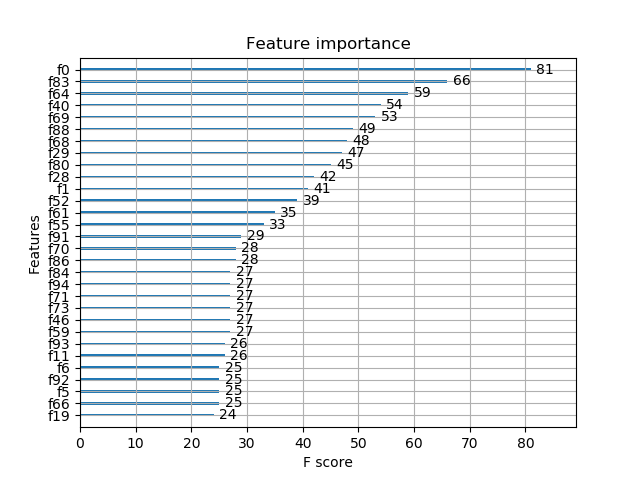 Feature importance
f0 81
f83 66
f64 59
f40 54
f69 53
f88 49
f68 48
f29 47
f80 45
f28 42
f1 41
f52 39
f61 35
f55 33
f91 29
f70 28
f86 28
f84 27
f94 27
f71 27
f73 27
f46 27
f59 27
f93 26
f11 26
f6 25
f92 25
f5 25
f66 25
f19 24
Features
0 10 20 30 40 50 60 70 80
F score